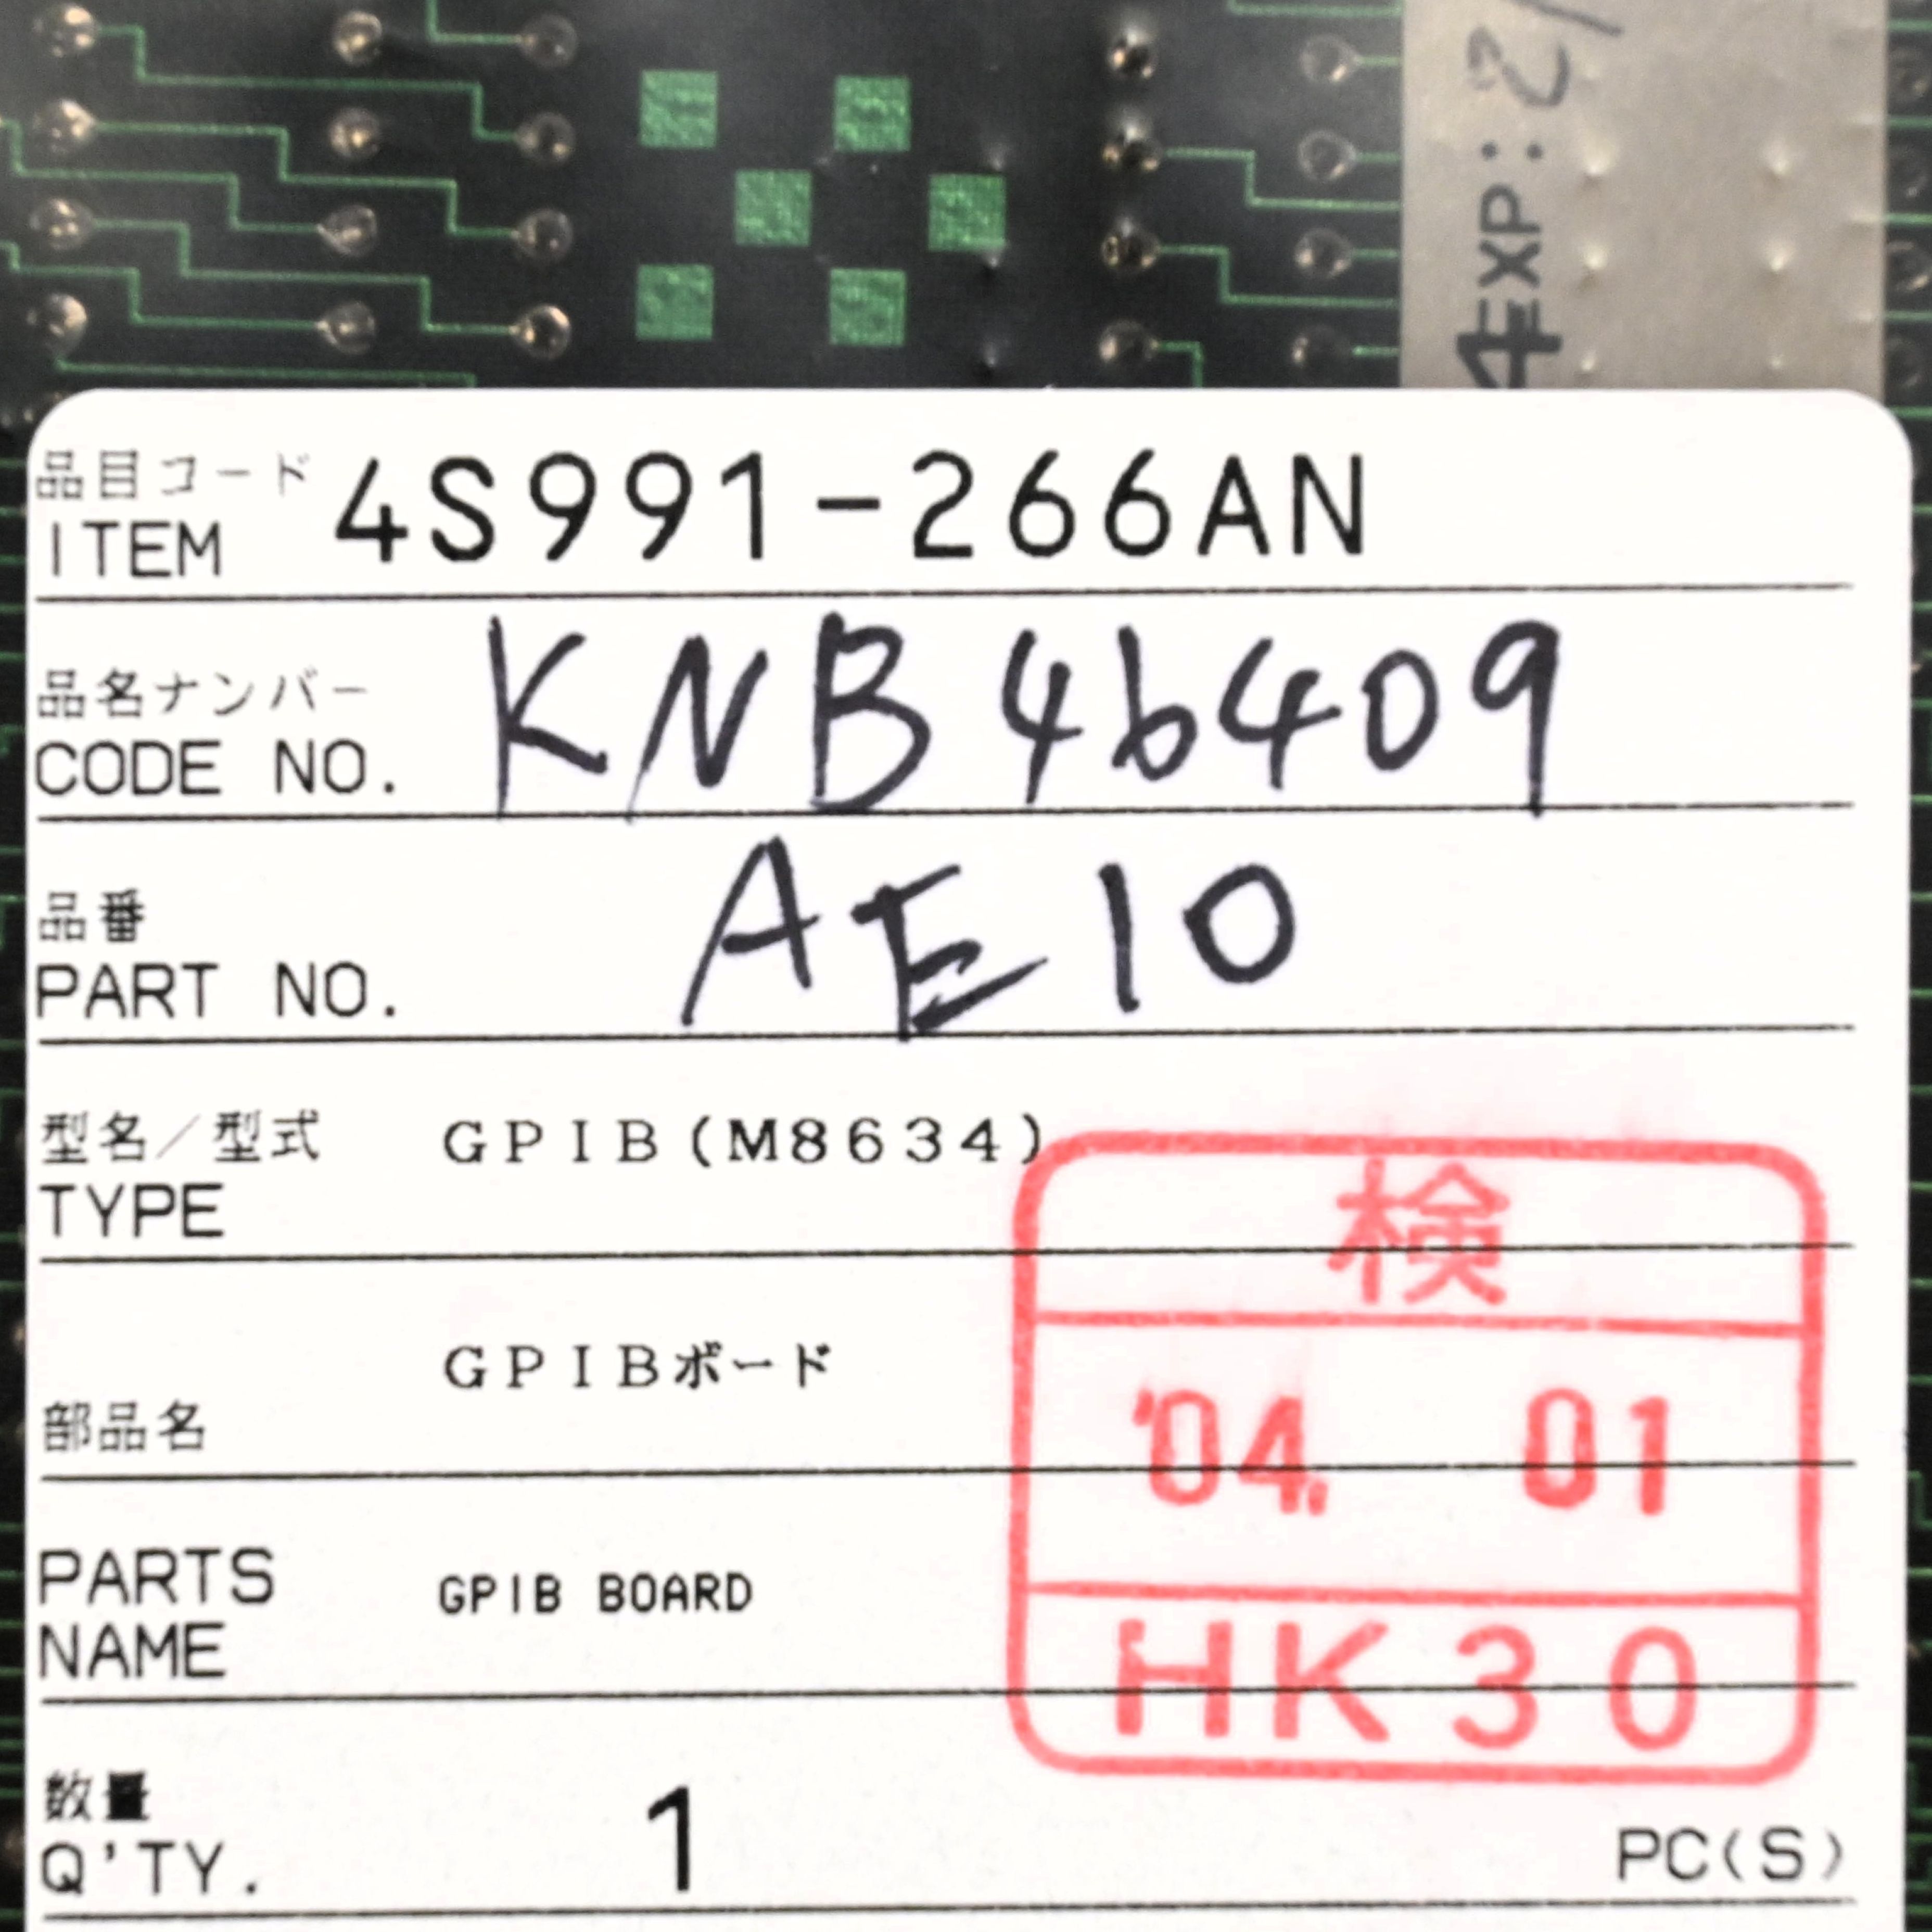 4EXP:2/
品目コード
ITEM 4S991-266AN
品名ナンバー
CODE NO. KNB46409
品番
PART NO. AE10
型名／型式 GPIB(M8634)
TYPE
検
GPIBボード
部品名
'04. 01
PARTS
NAME GPIB BOARD
HK30
数量
Q'TY. 1 PC(S)